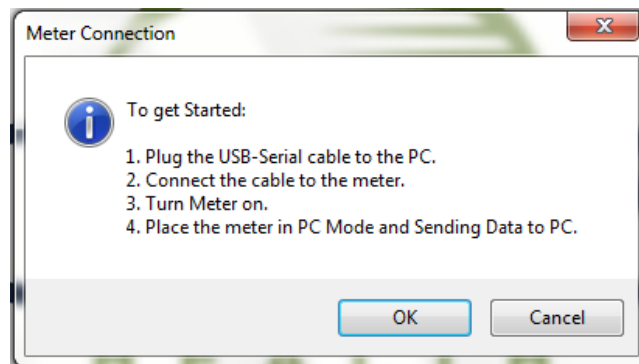 Meter Connection
To get Started:
1. Plug the USB-Serial cable to the PC.
2. Connect the cable to the meter.
3. Turn Meter on.
4. Place the meter in PC Mode and Sending Data to PC.
OK
Cancel